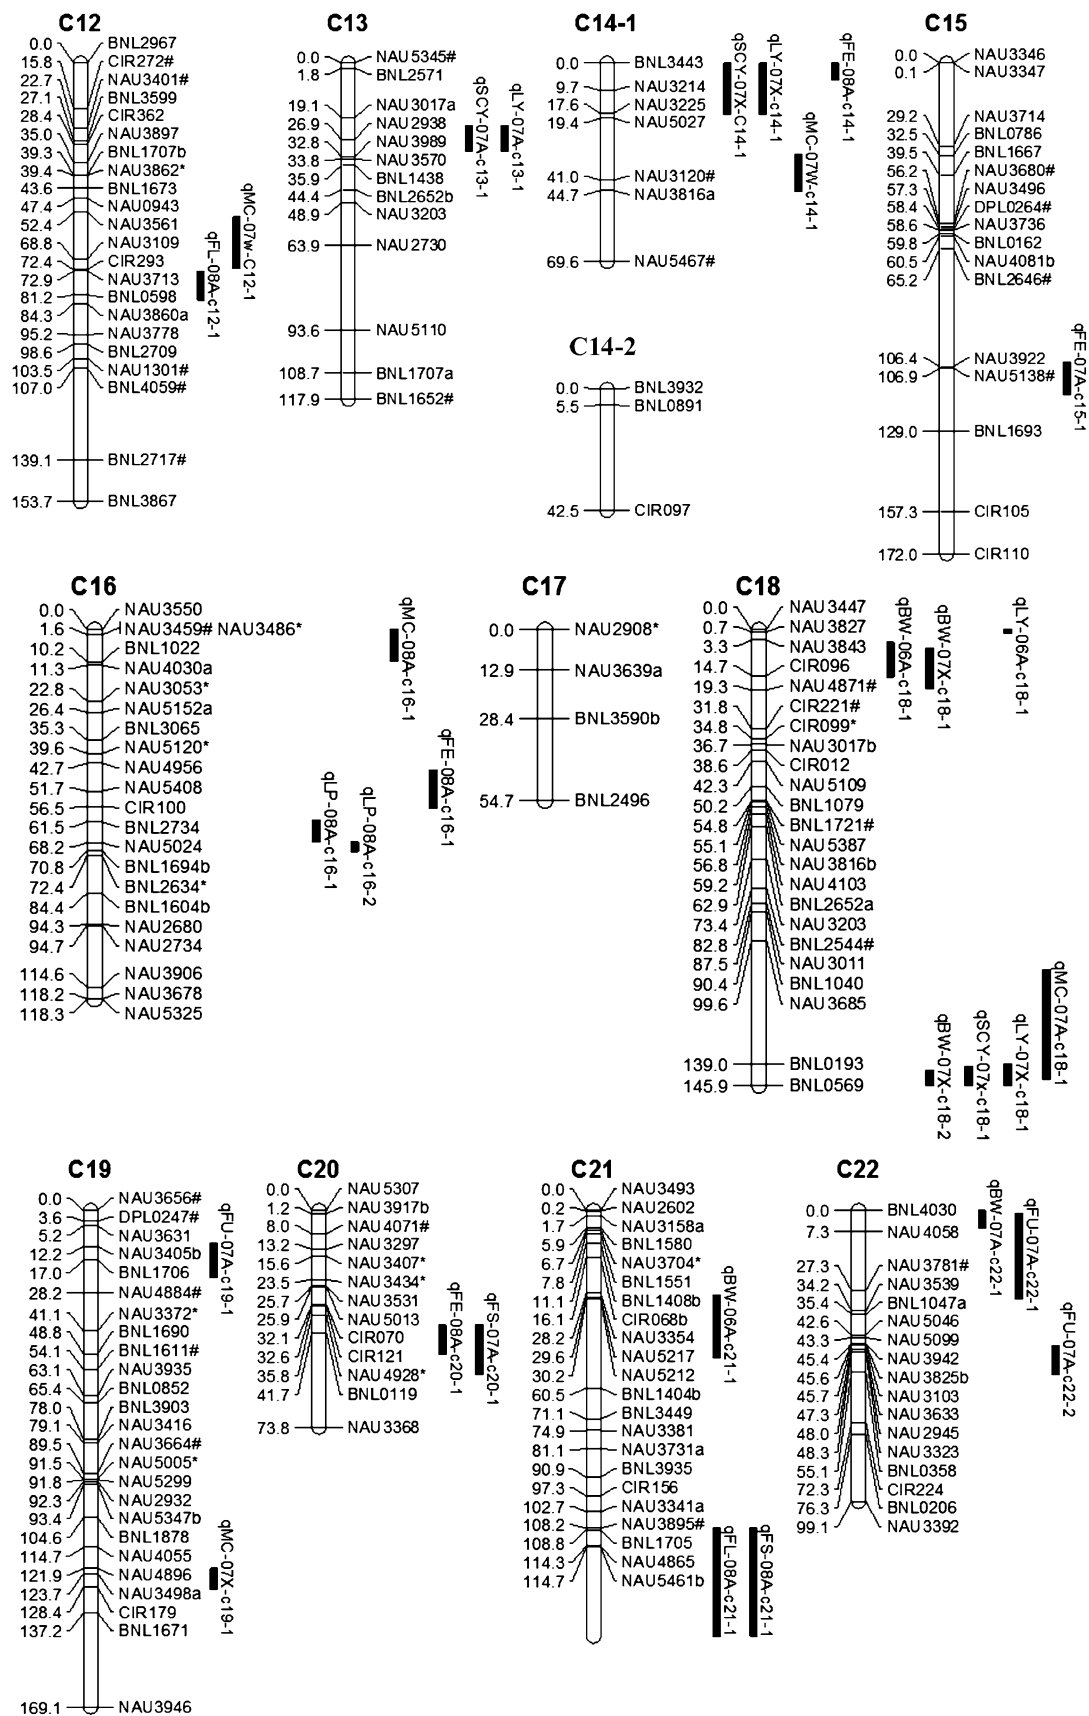 C12
0.0 BNL2967
15.8 CIR272#
22.7 NAU3401#
27.1 BNL3599
28.4 CIR362
35.0 NAU3897
39.3 BNL1707b
39.4 NAU3862*
43.6 BNL1673
47.4 NAU0943
52.4 NAU3561
68.8 NAU3109
72.4 CIR293
72.9 NAU3713
81.2 BNL0598
84.3 NAU3860a
95.2 NAU3778
98.6 BNL2709
103.5 NAU1301#
107.0 BNL4059#
139.1 BNL2717#
153.7 BNL3867
qFL-08A-c12-1
qMC-07w-C12-1
C13
0.0 NAU5345#
1.8 BNL2571
19.1 NAU3017a
26.9 NAU2938
32.8 NAU3989
33.8 NAU3570
35.9 BNL1438
44.4 BNL2652b
48.9 NAU3203
63.9 NAU2730
93.6 NAU5110
108.7 BNL1707a
117.9 BNL1652#
qSCY-07A-c13-1
qLY-07A-c13-1
C14-1
0.0 BNL3443
9.7 NAU3214
17.6 NAU3225
19.4 NAU5027
41.0 NAU3120#
44.7 NAU3816a
69.6 NAU5467#
qSCY-07X-C14-1
qLY-07X-c14-1
qMC-07W-c14-1
qFE-08A-c14-1
C14-2
0.0 BNL3932
5.5 BNL0891
42.5 CIR097
C15
0.0 NAU3346
0.1 NAU3347
29.2 NAU3714
32.5 BNL0786
39.5 BNL1667
56.2 NAU3680#
57.3 NAU3496
58.4 DPL0264#
58.6 NAU3736
59.8 BNL0162
60.5 NAU4081b
65.2 BNL2646#
106.4 NAU3922
106.9 NAU5138#
129.0 BNL1693
157.3 CIR105
172.0 CIR110
qFE-07A-c15-1
C16
0.0 NAU3550
1.6 NAU3459# NAU3486*
10.2 BNL1022
11.3 NAU4030a
22.8 NAU3053*
26.4 NAU5152a
35.3 BNL3065
39.6 NAU5120*
42.7 NAU4956
51.7 NAU5408
56.5 CIR100
61.5 BNL2734
68.2 NAU5024
70.8 BNL1694b
72.4 BNL2634*
84.4 BNL1604b
94.3 NAU2680
94.7 NAU2734
114.6 NAU3906
118.2 NAU3678
118.3 NAU5325
qLP-08A-c16-1
qLP-08A-c16-2
qMC-08A-c16-1
qFE-08A-c16-1
C17
0.0 NAU2908*
12.9 NAU3639a
28.4 BNL3590b
54.7 BNL2496
C18
0.0 NAU3447
0.7 NAU3827
3.3 NAU3843
14.7 CIR096
19.3 NAU4871#
31.8 CIR221#
34.8 CIR099*
36.7 NAU3017b
38.6 CIR012
42.3 NAU5109
50.2 BNL1079
54.8 BNL1721#
55.1 NAU5387
56.8 NAU3816b
59.2 NAU4103
62.9 BNL2652a
73.4 NAU3203
82.8 BNL2544#
87.5 NAU3011
90.4 BNL1040
99.6 NAU3685
139.0 BNL0193
145.9 BNL0569
qBW-06A-c18-1
qBW-07X-c18-1
qLY-06A-c18-1
qBW-07X-c18-2
qSCY-07x-c18-1
qLY-07X-c18-1
qMC-07A-c18-1
C19
0.0 NAU3656#
3.6 DPL0247#
5.2 NAU3631
12.2 NAU3405b
17.0 BNL1706
28.2 NAU4884#
41.1 NAU3372*
48.8 BNL1690
54.1 BNL1611#
63.1 NAU3935
65.4 BNL0852
78.0 BNL3903
79.1 NAU3416
89.5 NAU3664#
91.5 NAU5005*
91.8 NAU5299
92.3 NAU2932
93.4 NAU5347b
104.6 BNL1878
114.7 NAU4055
121.9 NAU4896
123.7 NAU3498a
128.4 CIR179
137.2 BNL1671
169.1 NAU3946
qFU-07A-c19-1
qMC-07X-c19-1
C20
0.0 NAU5307
1.2 NAU3917b
8.0 NAU4071#
13.2 NAU3297
15.6 NAU3407*
23.5 NAU3434*
25.7 NAU3531
25.9 NAU5013
32.1 CIR070
32.6 CIR121
35.8 NAU4928*
41.7 BNL0119
73.8 NAU3368
qFE-08A-c20-1
qFS-07A-c20-1
C21
0.0 NAU3493
0.2 NAU2602
1.7 NAU3158a
5.9 BNL1580
6.7 NAU3704*
7.8 BNL1551
11.1 BNL1408b
16.1 CIR068b
28.2 NAU3354
29.6 NAU5217
30.2 NAU5212
60.5 BNL1404b
71.1 BNL3449
74.9 NAU3381
81.1 NAU3731a
90.9 BNL3935
97.3 CIR156
102.7 NAU3341a
108.2 NAU3895#
108.8 BNL1705
114.3 NAU4865
114.7 NAU5461b
qBW-06A-c21-1
qFL-08A-c21-1
qFS-08A-c21-1
C22
0.0 BNL4030
7.3 NAU4058
27.3 NAU3781#
34.2 NAU3539
35.4 BNL1047a
42.6 NAU5046
43.3 NAU5099
45.4 NAU3942
45.6 NAU3825b
45.7 NAU3103
47.3 NAU3633
48.0 NAU2945
48.3 NAU3323
55.1 BNL0358
72.3 CIR224
76.3 BNL0206
99.1 NAU3392
qBW-07A-c22-1
qFU-07A-c22-1
qFU-07A-c22-2